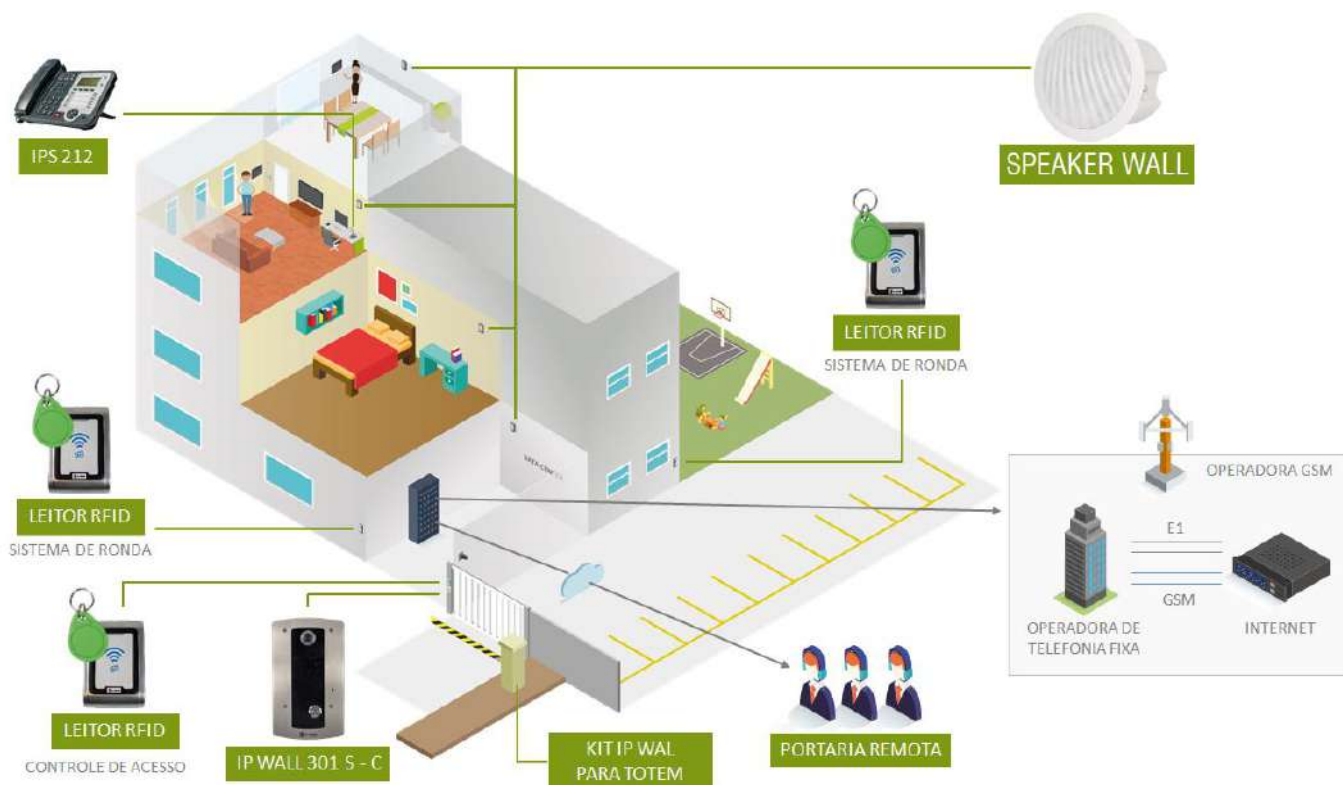 IPS 212
SPEAKER WALL
LEITOR RFID
SISTEMA DE RONDA
OPERADORA GSM
E1
GSM
OPERADORA DE
TELEFONIA FIXA
INTERNET
LEITOR RFID
SISTEMA DE RONDA
LEITOR RFID
CONTROLE DE ACESSO
IP WALL 301 S - C
KIT IP WAL
PARA TOTEM
PORTARIA REMOTA